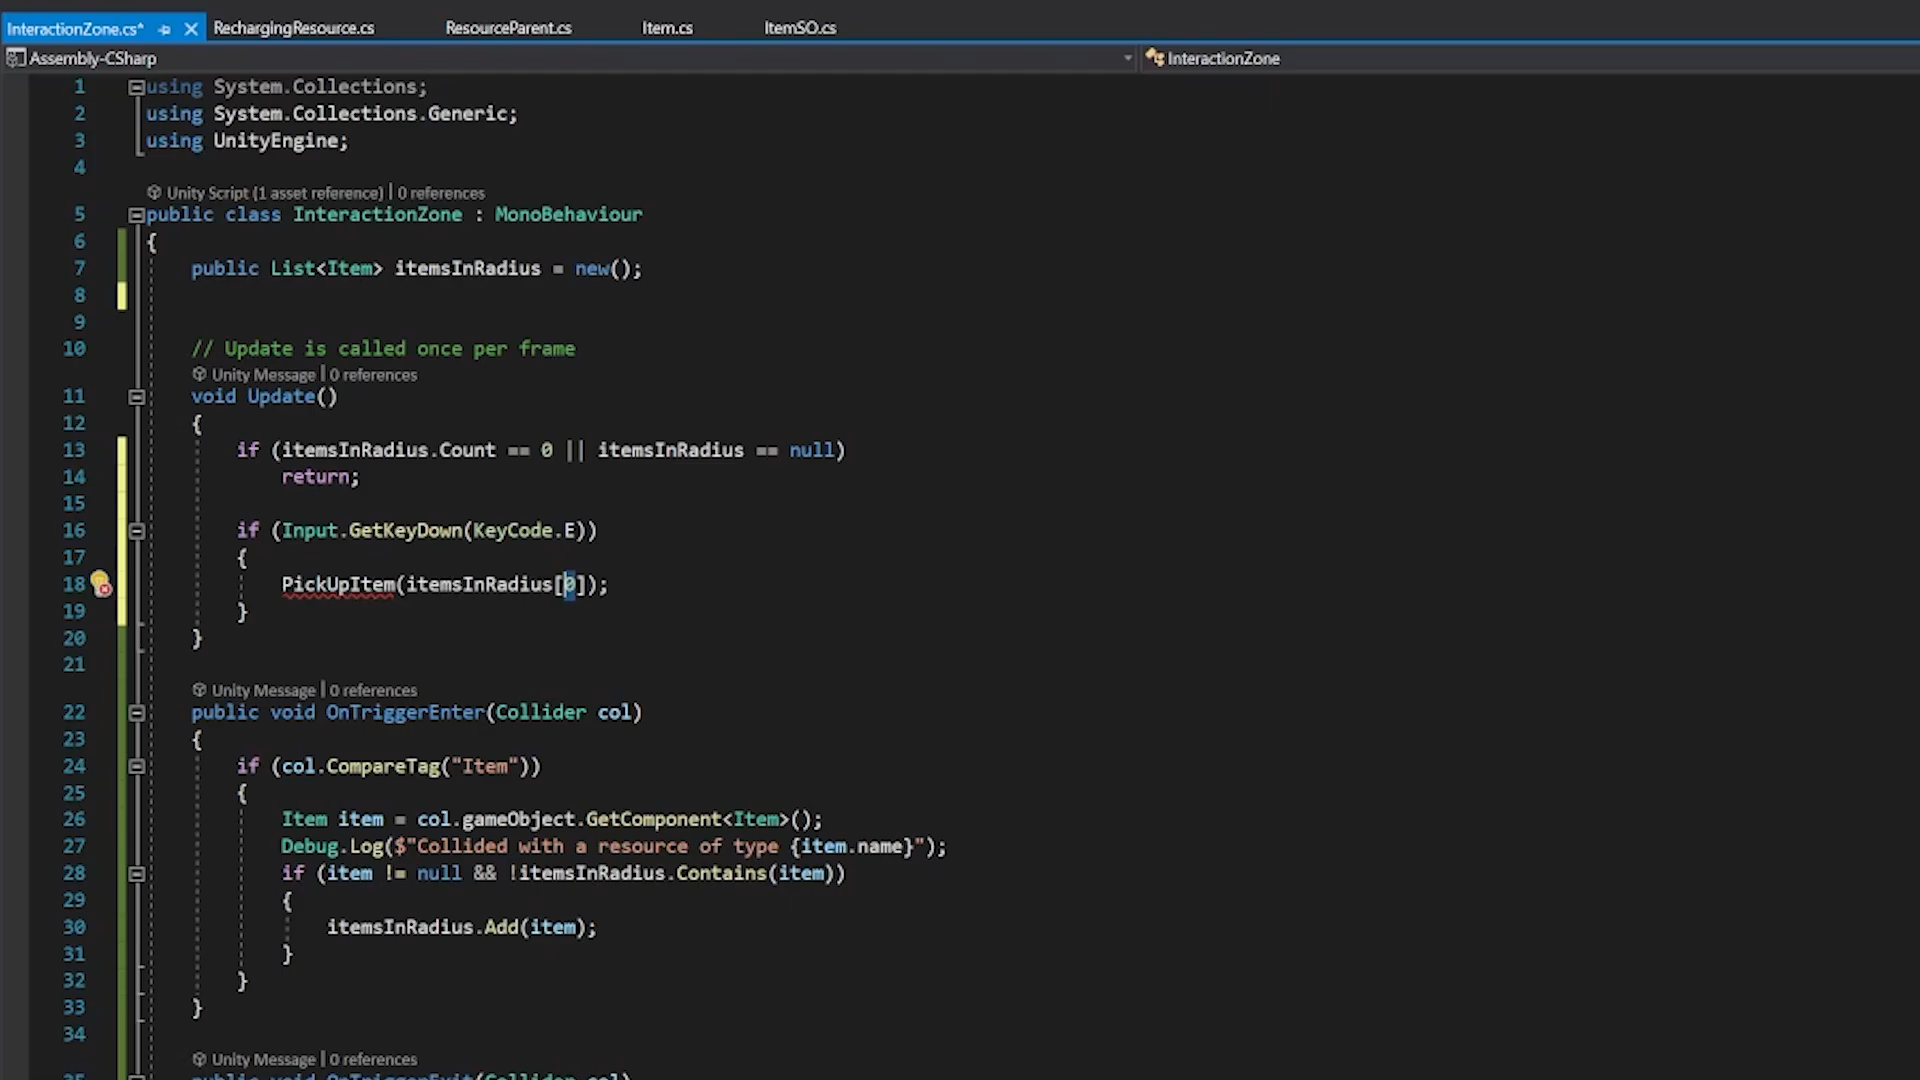 InteractionZone.cs* RechargingResource.cs ResourceParent.cs Item.cs ItemSO.cs
Assembly-CSharp InteractionZone
1 using System.Collections;
2 using System.Collections.Generic;
3 using UnityEngine;
4
Unity Script (1 asset reference) | 0 references
5 public class InteractionZone : MonoBehaviour
6 {
7 public List<Item> itemsInRadius = new();
8
9
10 // Update is called once per frame
Unity Message | 0 references
11 void Update()
12 {
13 if (itemsInRadius.Count == 0 || itemsInRadius == null)
14 return;
15
16 if (Input.GetKeyDown(KeyCode.E))
17 {
18 PickUpItem(itemsInRadius[0]);
19 }
20 }
21
Unity Message | 0 references
22 public void OnTriggerEnter(Collider col)
23 {
24 if (col.CompareTag("Item"))
25 {
26 Item item = col.gameObject.GetComponent<Item>();
27 Debug.Log($"Collided with a resource of type {item.name}");
28 if (item != null && !itemsInRadius.Contains(item))
29 {
30 itemsInRadius.Add(item);
31 }
32 }
33 }
34
Unity Message | 0 references
35 public void OnTriggerExit(Collider col)